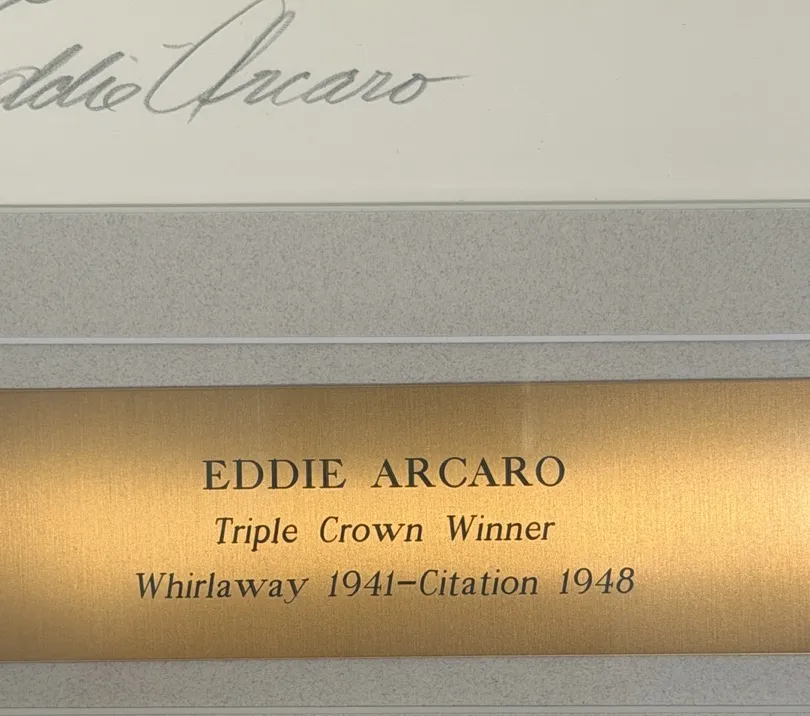 ddie Arcaro
EDDIE ARCARO
Triple Crown Winner
Whirlaway 1941–Citation 1948